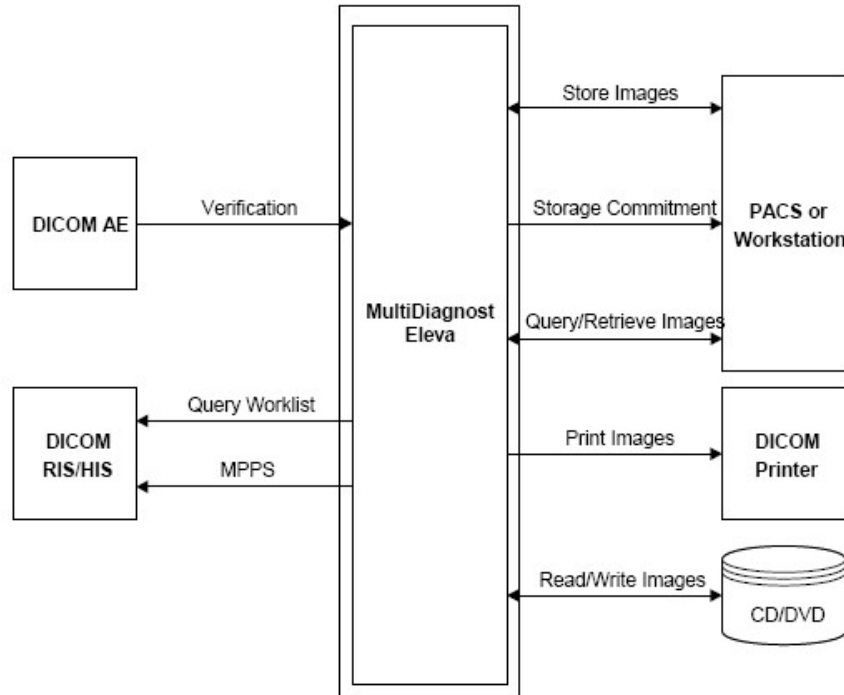 Store Images
DICOM AE
Verification
Storage Commitment
PACS or
Workstation
MultiDiagnost
Eleva
Query/Retrieve Images
Query Worklist
DICOM
RIS/HIS
MPPS
Print Images
DICOM
Printer
Read/Write Images
CD/DVD